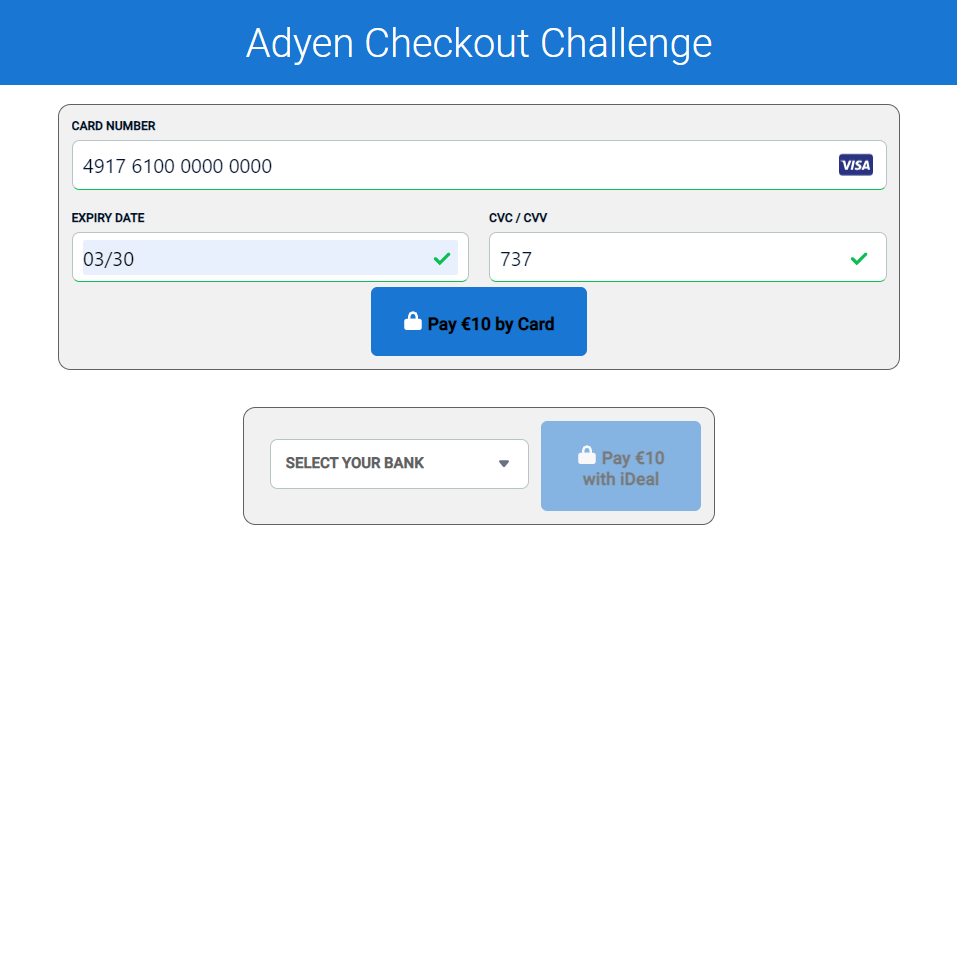 Adyen Checkout Challenge
CARD NUMBER
4917 6100 0000 0000
VISA
EXPIRY DATE
CVC / CVV
03/30
737
Pay €10 by Card
SELECT YOUR BANK
Pay €10
with iDeal